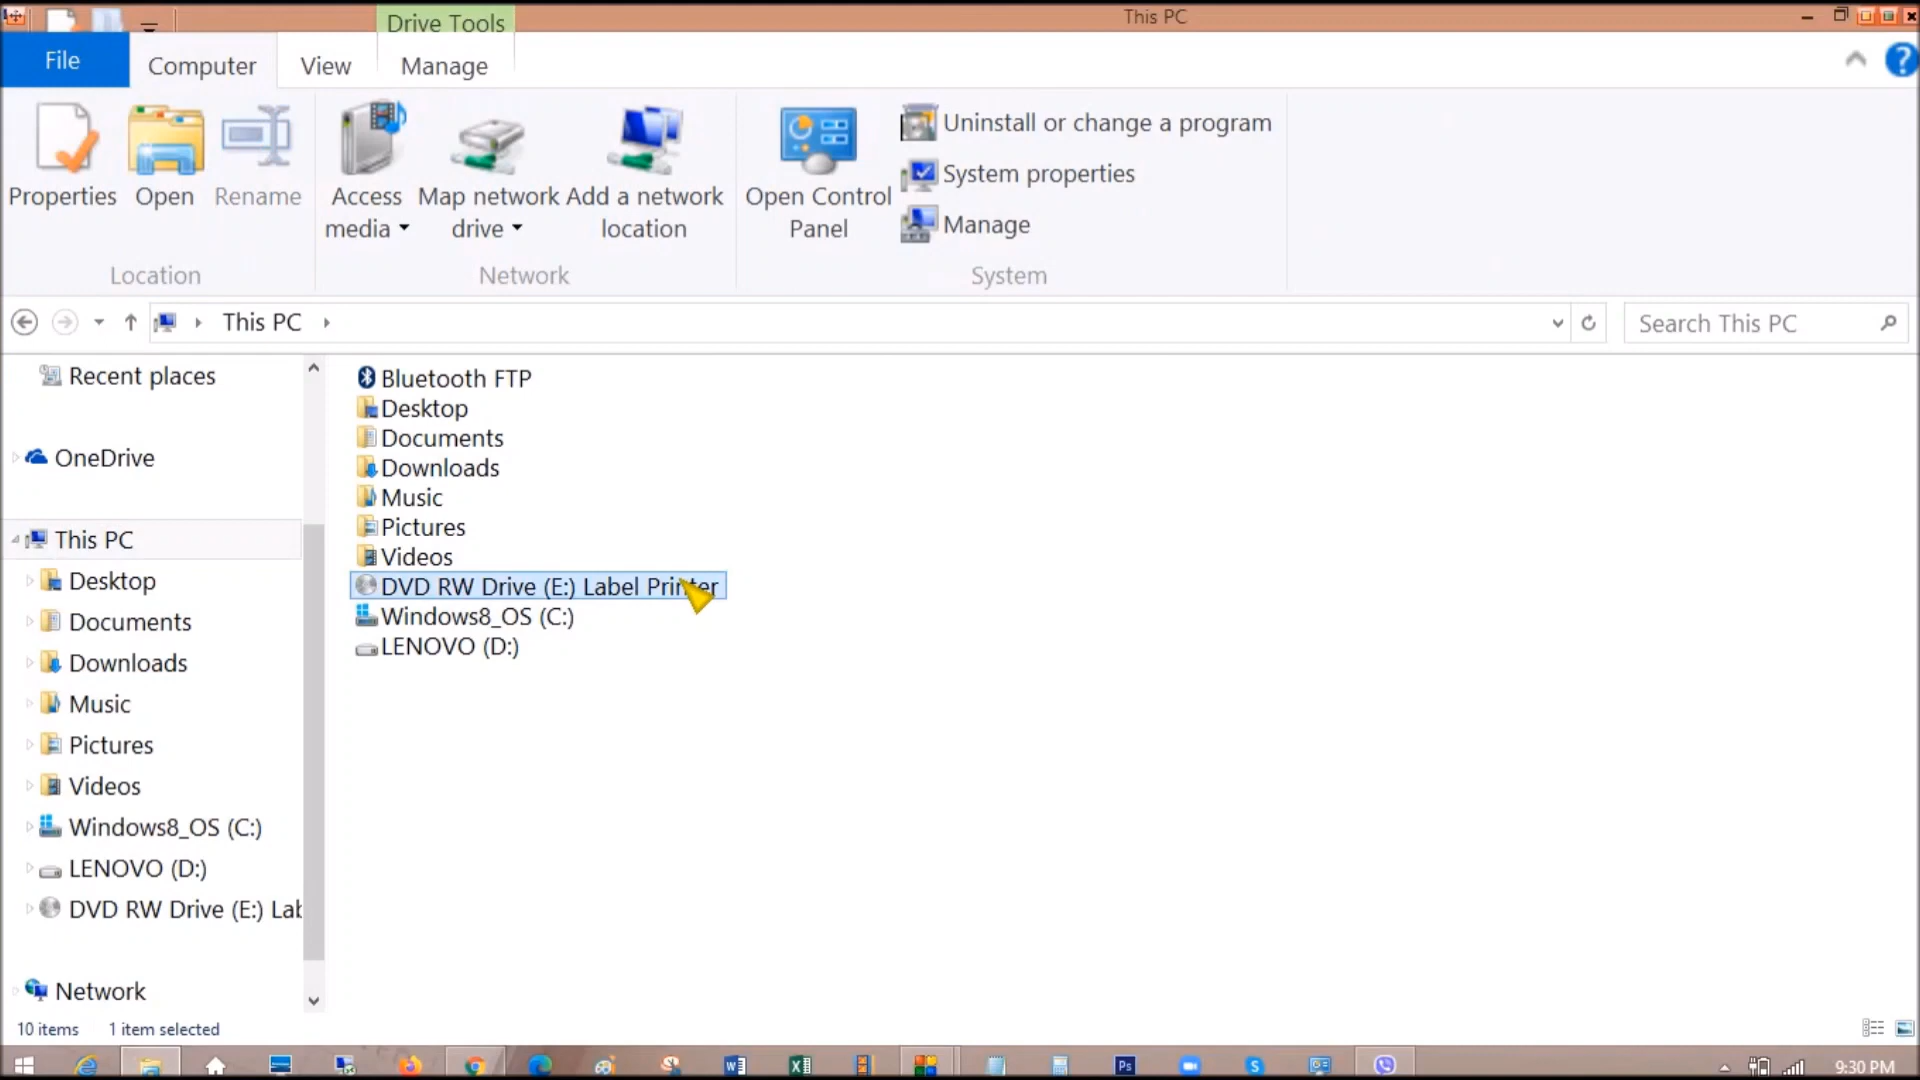 This PC
Drive Tools
File
Computer
View
Manage
Properties
Open
Rename
Access media
Map network drive
Add a network location
Open Control Panel
Uninstall or change a program
System properties
Manage
Location
Network
System
This PC
Search This PC
Recent places
OneDrive
This PC
Desktop
Documents
Downloads
Music
Pictures
Videos
Windows8_OS (C:)
LENOVO (D:)
DVD RW Drive (E:) Lab
Network
Bluetooth FTP
Desktop
Documents
Downloads
Music
Pictures
Videos
DVD RW Drive (E:) Label Printer
Windows8_OS (C:)
LENOVO (D:)
10 items
1 item selected
9:30 PM